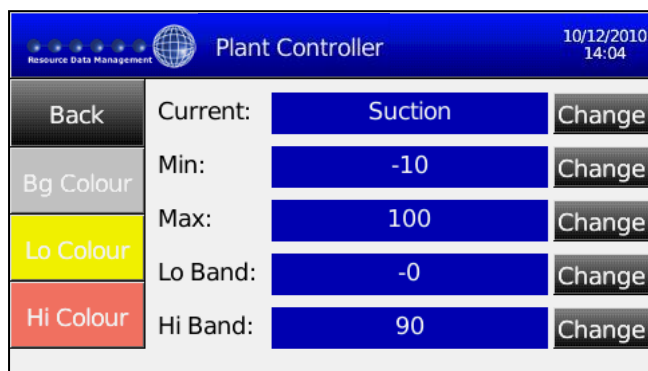 Resource Data Management
Plant Controller
10/12/2010
14:04
Back
Current: Suction Change
Bg Colour
Min: -10 Change
Max: 100 Change
Lo Colour
Lo Band: -0 Change
Hi Colour
Hi Band: 90 Change